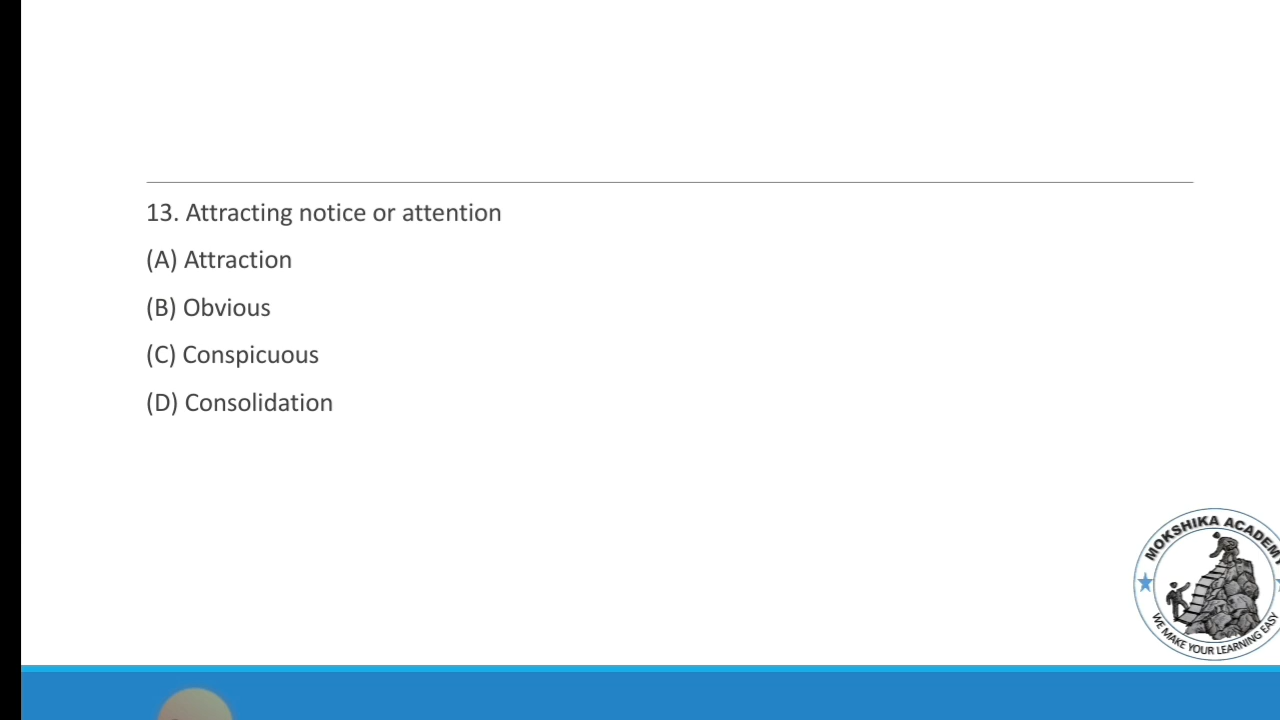 13. Attracting notice or attention
(A) Attraction
(B) Obvious
(C) Conspicuous
(D) Consolidation
MOKSHIKA ACADEMY
WE MAKE YOUR LEARNING EASY